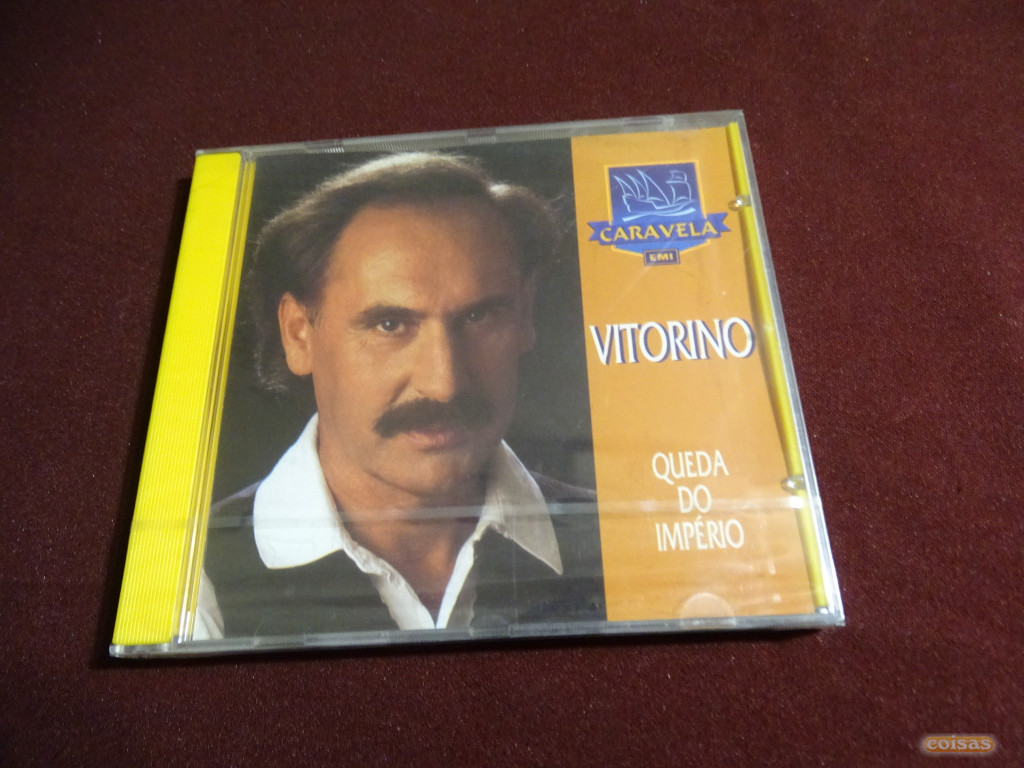 CARAVELA
EMI
VITORINO
QUEDA
DO
IMPÉRIO
coisas